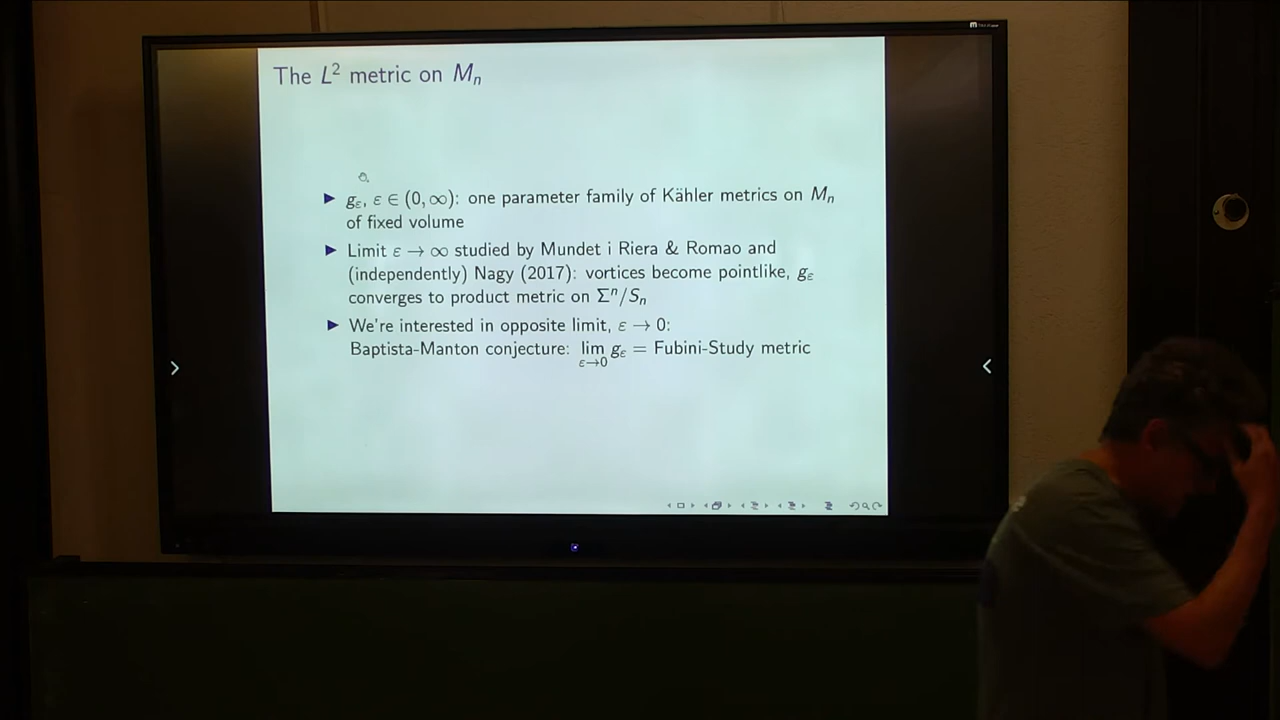 The L² metric on Mₙ
▶ g_ε, ε ∈ (0, ∞): one parameter family of Kähler metrics on Mₙ
of fixed volume
▶ Limit ε → ∞ studied by Mundet i Riera & Romao and
(independently) Nagy (2017): vortices become pointlike, g_ε
converges to product metric on Σⁿ/Sₙ
▶ We're interested in opposite limit, ε → 0:
Baptista-Manton conjecture: lim_{ε→0} g_ε = Fubini-Study metric